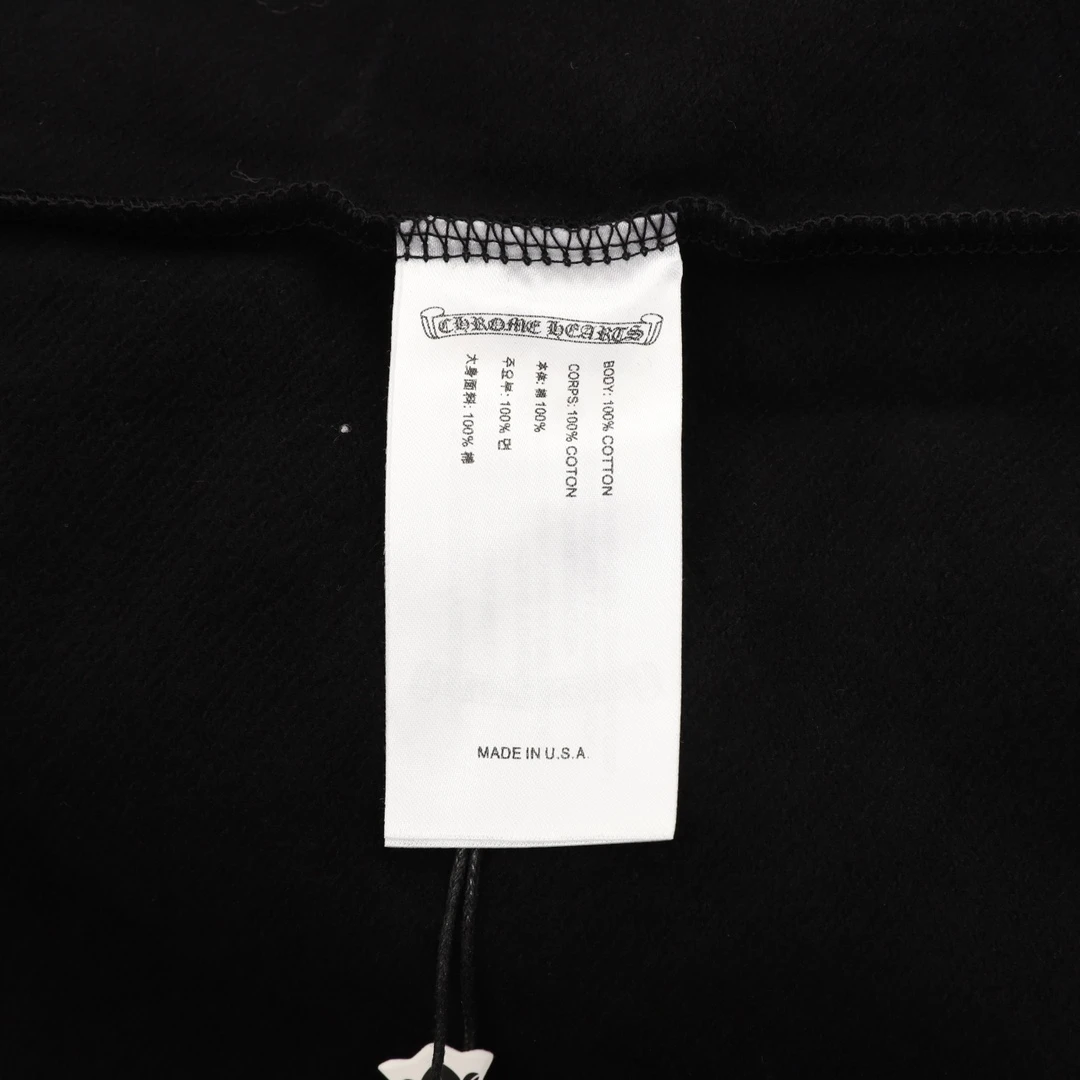 CHROME HEARTS
BODY: 100% COTTON
CORPS: 100% COTON
本体: 綿 100%
주요부: 100% 면
大身面料: 100% 棉
MADE IN U.S.A.